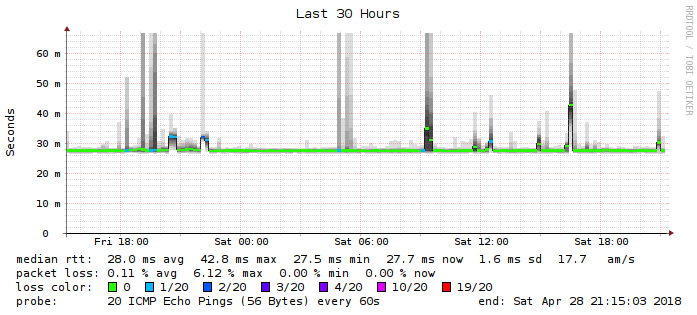 Last 30 Hours
RRDTOOL / TOBI OETIKER
Seconds
60 m
50 m
40 m
30 m
20 m
10 m
0
Fri 18:00 Sat 00:00 Sat 06:00 Sat 12:00 Sat 18:00
median rtt: 28.0 ms avg 42.8 ms max 27.5 ms min 27.7 ms now 1.6 ms sd 17.7 am/s
packet loss: 0.11 % avg 6.12 % max 0.00 % min 0.00 % now
loss color: 0 1/20 2/20 3/20 4/20 10/20 19/20
probe: 20 ICMP Echo Pings (56 Bytes) every 60s end: Sat Apr 28 21:15:03 2018